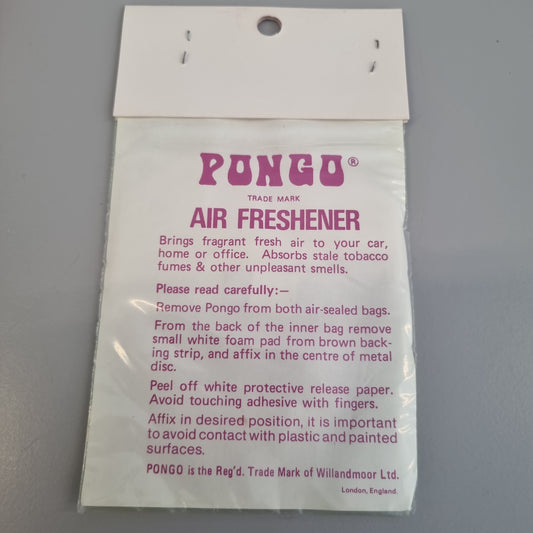 PONGO®
TRADE MARK
AIR FRESHENER
Brings fragrant fresh air to your car,
home or office. Absorbs stale tobacco
fumes & other unpleasant smells.
Please read carefully:—
Remove Pongo from both air-sealed bags.
From the back of the inner bag remove
small white foam pad from brown back-
ing strip, and affix in the centre of metal
disc.
Peel off white protective release paper.
Avoid touching adhesive with fingers.
Affix in desired position, it is important
to avoid contact with plastic and painted
surfaces.
PONGO is the Reg'd. Trade Mark of Willandmoor Ltd.
London, England.